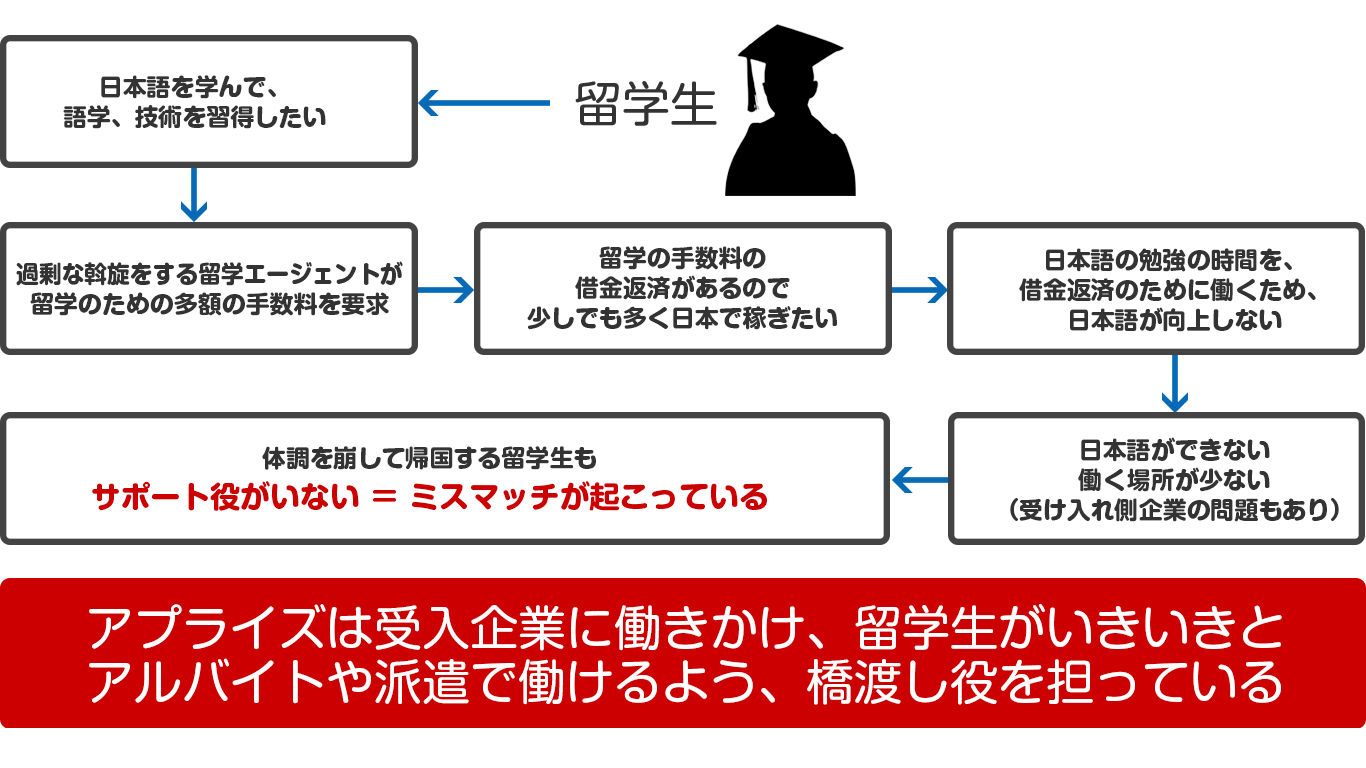 留学生
日本語を学んで、
語学、技術を習得したい
過剰な斡旋をする留学エージェントが
留学のための多額の手数料を要求
留学の手数料の
借金返済があるので
少しでも多く日本で稼ぎたい
日本語の勉強の時間を、
借金返済のために働くため、
日本語が向上しない
日本語ができない
働く場所が少ない
（受け入れ側企業の問題もあり）
体調を崩して帰国する留学生も
サポート役がいない ＝ ミスマッチが起こっている
アプライズは受入企業に働きかけ、留学生がいきいきと
アルバイトや派遣で働けるよう、橋渡し役を担っている